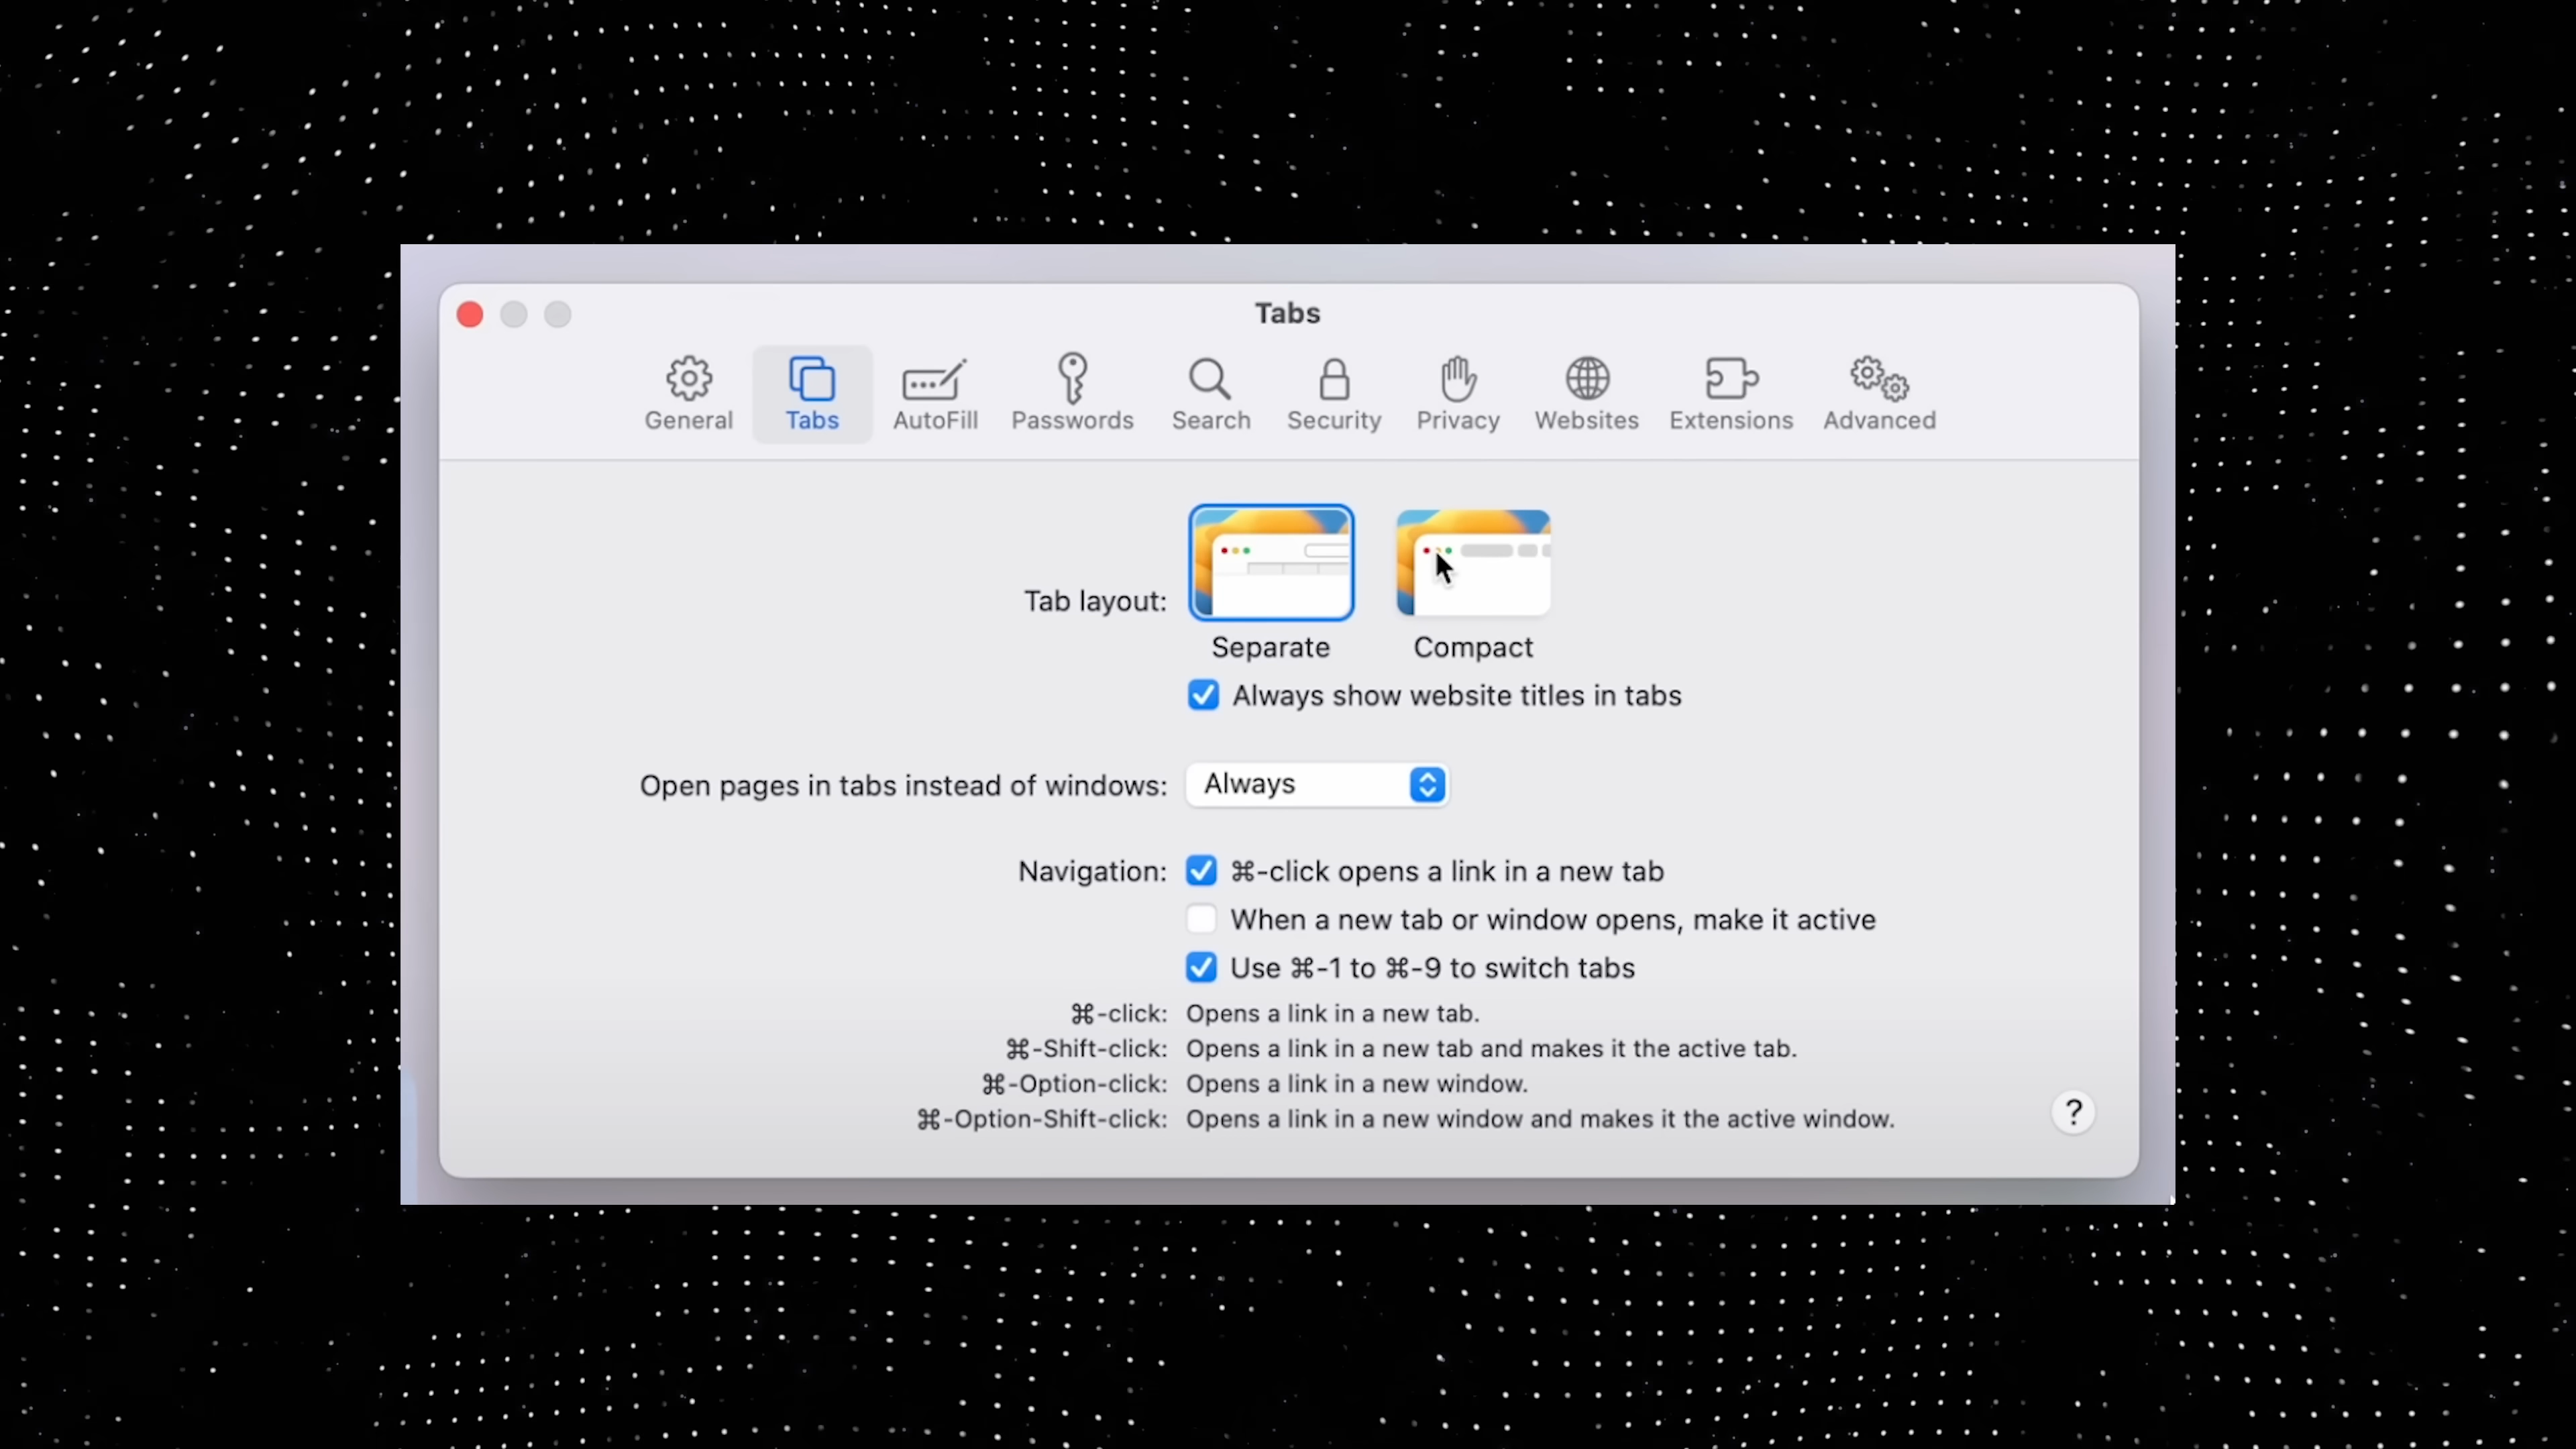 Tabs
General Tabs AutoFill Passwords Search Security Privacy Websites Extensions Advanced
Tab layout:
Separate Compact
Always show website titles in tabs
Open pages in tabs instead of windows: Always
Navigation: ⌘-click opens a link in a new tab
When a new tab or window opens, make it active
Use ⌘-1 to ⌘-9 to switch tabs
⌘-click: Opens a link in a new tab.
⌘-Shift-click: Opens a link in a new tab and makes it the active tab.
⌘-Option-click: Opens a link in a new window.
⌘-Option-Shift-click: Opens a link in a new window and makes it the active window.
?